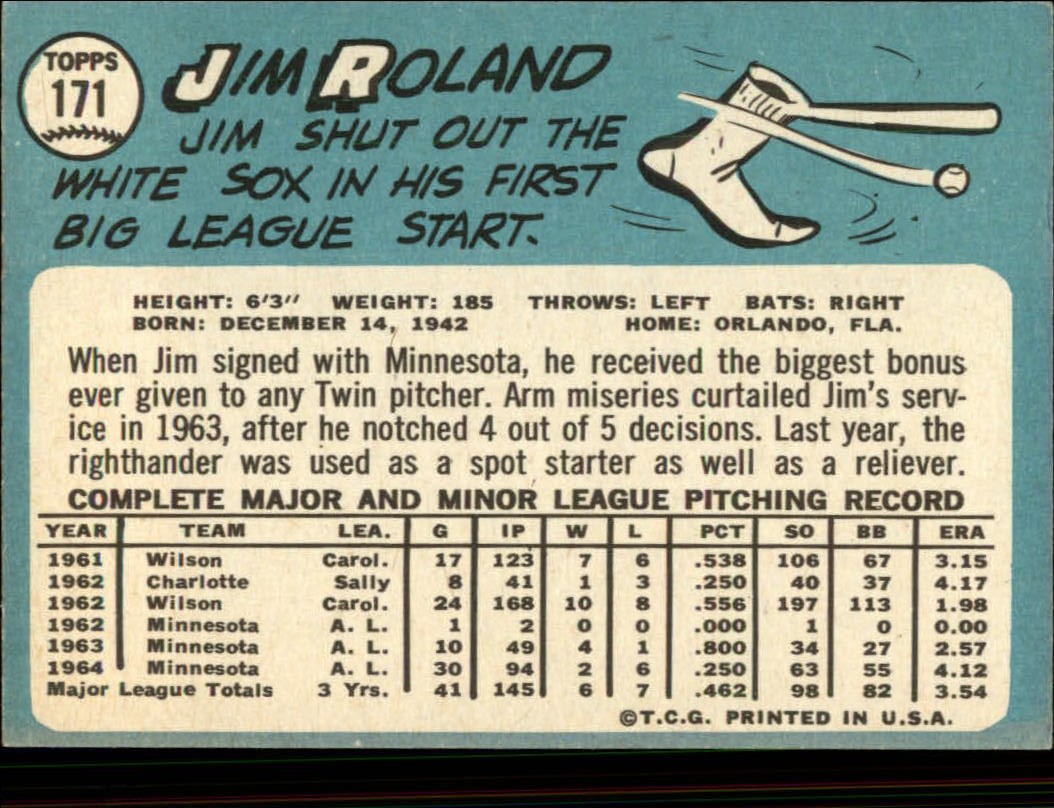 TOPPS
171
JIM ROLAND
JIM SHUT OUT THE
WHITE SOX IN HIS FIRST
BIG LEAGUE START.
HEIGHT: 6'3" WEIGHT: 185 THROWS: LEFT BATS: RIGHT
BORN: DECEMBER 14, 1942 HOME: ORLANDO, FLA.
When Jim signed with Minnesota, he received the biggest bonus
ever given to any Twin pitcher. Arm miseries curtailed Jim's serv-
ice in 1963, after he notched 4 out of 5 decisions. Last year, the
righthander was used as a spot starter as well as a reliever.
COMPLETE MAJOR AND MINOR LEAGUE PITCHING RECORD
YEAR TEAM LEA. G IP W L PCT SO BB ERA
1961 Wilson Carol. 17 123 7 6 .538 106 67 3.15
1962 Charlotte Sally 8 41 1 3 .250 40 37 4.17
1962 Wilson Carol. 24 168 10 8 .556 197 113 1.98
1962 Minnesota A. L. 1 2 0 0 .000 1 0 0.00
1963 Minnesota A. L. 10 49 4 1 .800 34 27 2.57
1964 Minnesota A. L. 30 94 2 6 .250 63 55 4.12
Major League Totals 3 Yrs. 41 145 6 7 .462 98 82 3.54
©T.C.G. PRINTED IN U.S.A.